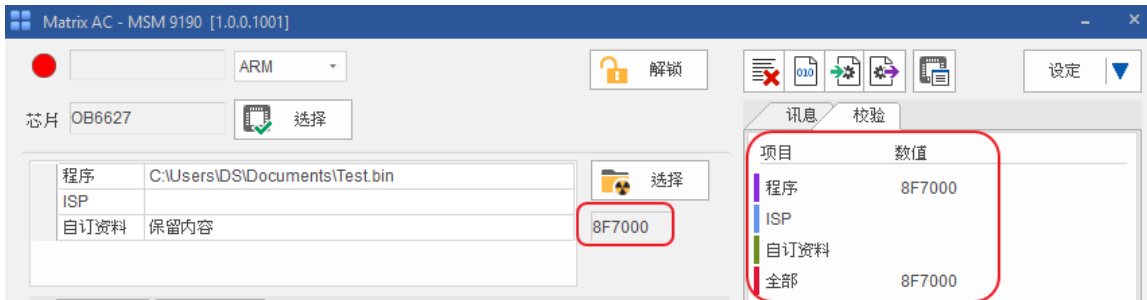 Matrix AC - MSM 9190 [1.0.0.1001]
ARM
解锁
010
设定
芯片 OB6627
选择
讯息 校验
项目 数值
程序 C:\Users\DS\Documents\Test.bin
选择
程序 8F7000
ISP
ISP
自订资料 保留内容
8F7000
自订资料
全部 8F7000